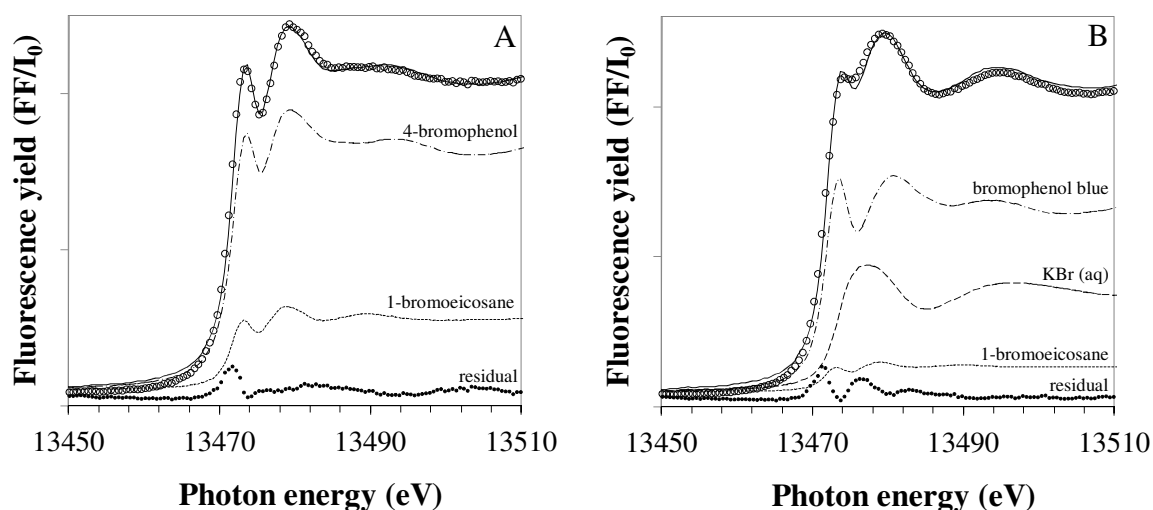 A
Fluorescence yield (FF/I0)
4-bromophenol
1-bromoeicosane
residual
13450 13470 13490 13510
Photon energy (eV)
B
Fluorescence yield (FF/I0)
bromophenol blue
KBr (aq)
1-bromoeicosane
residual
13450 13470 13490 13510
Photon energy (eV)